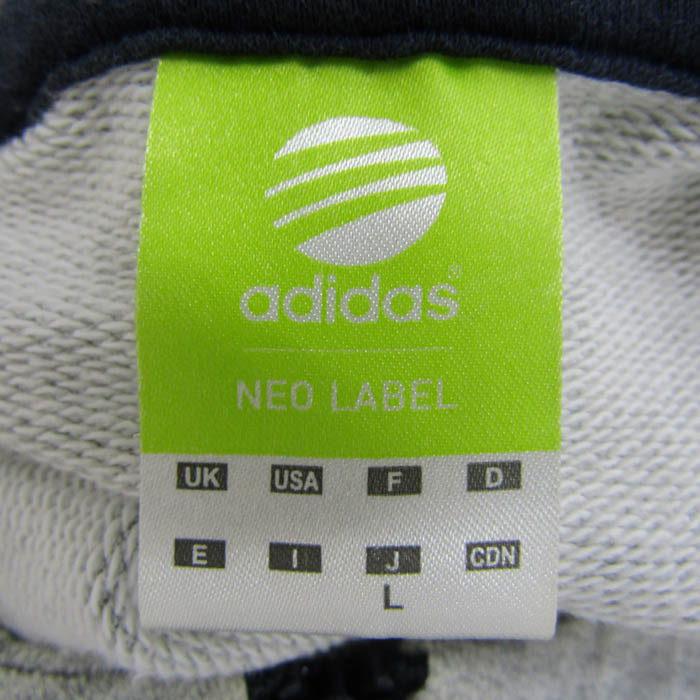 adidas®
NEO LABEL
UK USA F D
E I J CDN
L